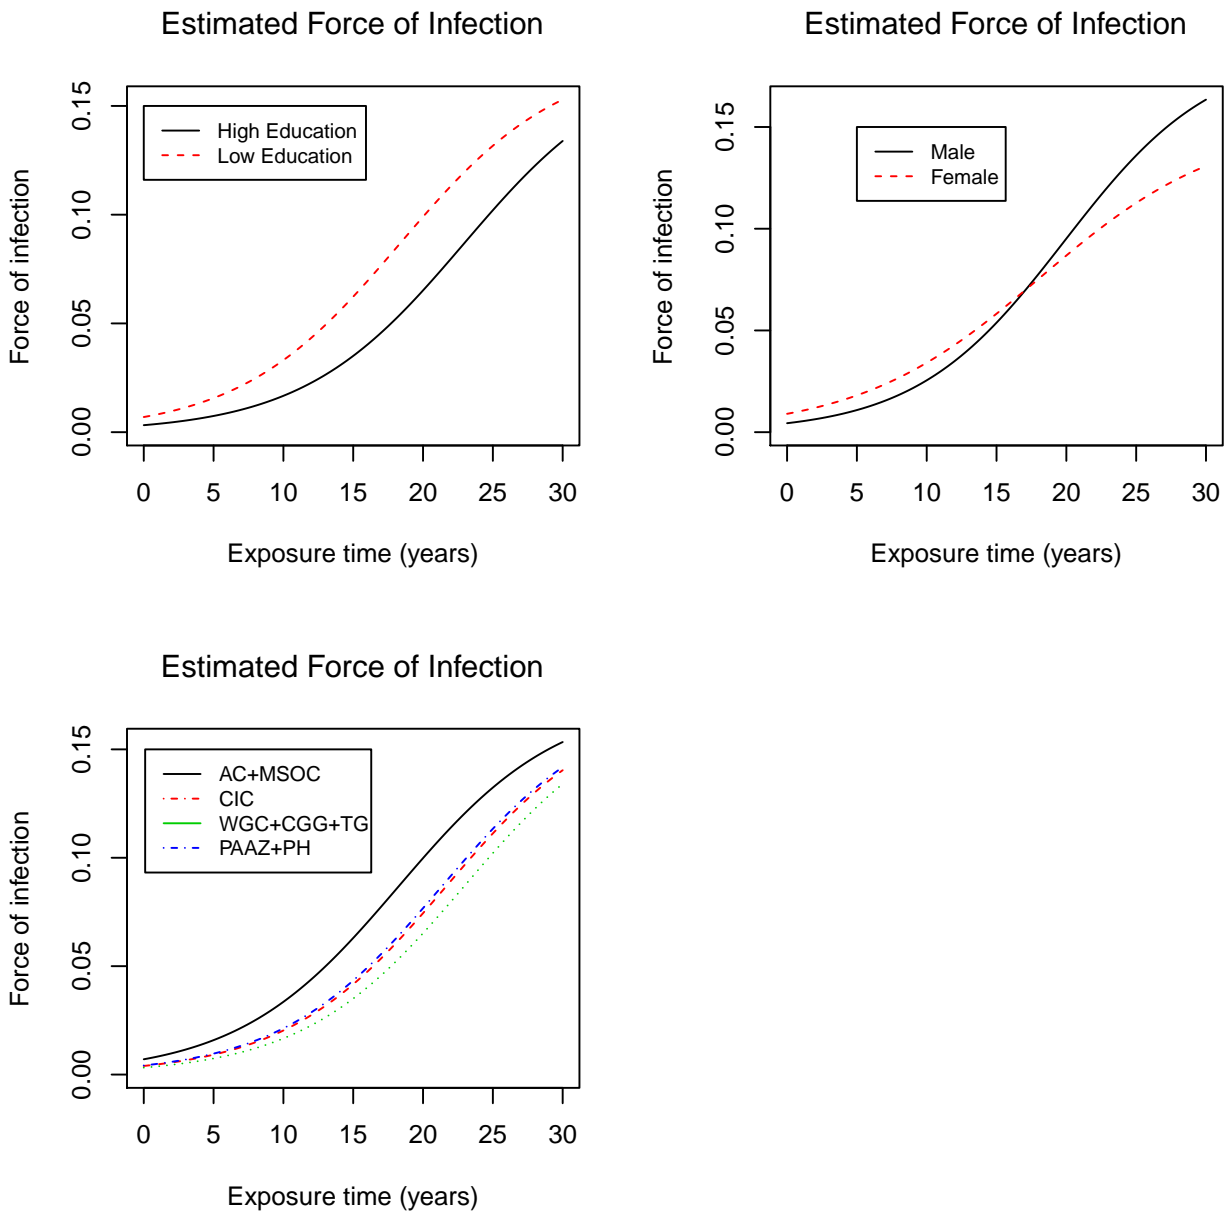 Estimated Force of Infection
0.15
0.10
0.05
0.00
Force of infection
High Education
Low Education
0 5 10 15 20 25 30
Exposure time (years)
Estimated Force of Infection
0.15
0.10
0.05
0.00
Force of infection
Male
Female
0 5 10 15 20 25 30
Exposure time (years)
Estimated Force of Infection
0.15
0.10
0.05
0.00
Force of infection
AC+MSOC
CIC
WGC+CGG+TG
PAAZ+PH
0 5 10 15 20 25 30
Exposure time (years)